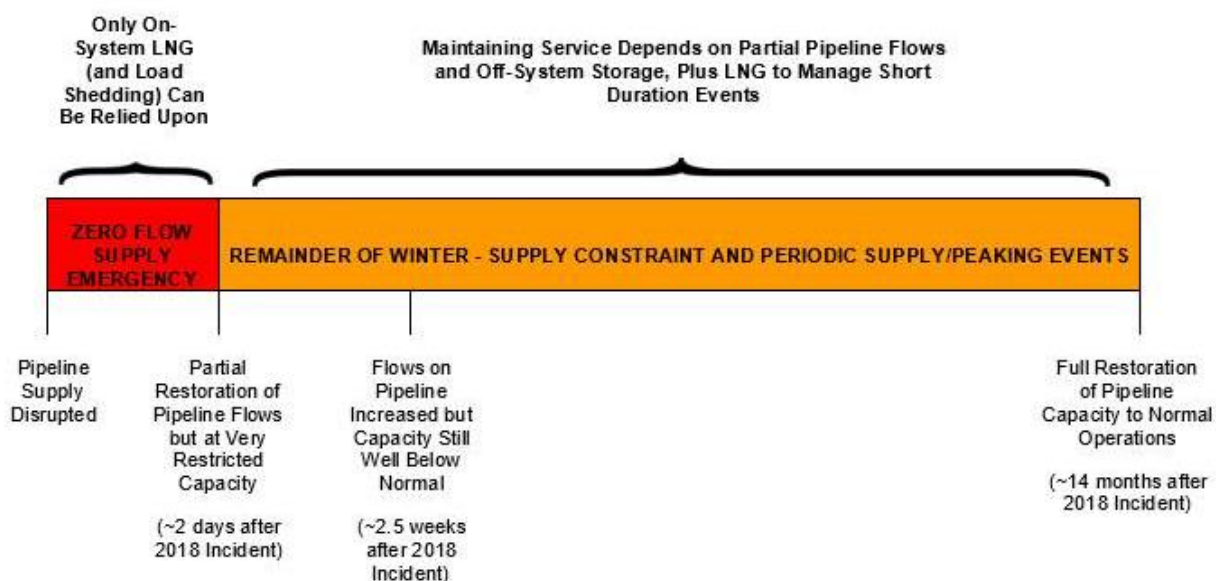 Only On-
System LNG
(and Load
Shedding) Can
Be Relied Upon
Maintaining Service Depends on Partial Pipeline Flows
and Off-System Storage, Plus LNG to Manage Short
Duration Events
ZERO FLOW
SUPPLY
EMERGENCY
REMAINDER OF WINTER - SUPPLY CONSTRAINT AND PERIODIC SUPPLY/PEAKING EVENTS
Pipeline
Supply
Disrupted
Partial
Restoration of
Pipeline Flows
but at Very
Restricted
Capacity
(~2 days after
2018 Incident)
Flows on
Pipeline
Increased but
Capacity Still
Well Below
Normal
(~2.5 weeks
after 2018
Incident)
Full Restoration
of Pipeline
Capacity to Normal
Operations
(~14 months after
2018 Incident)